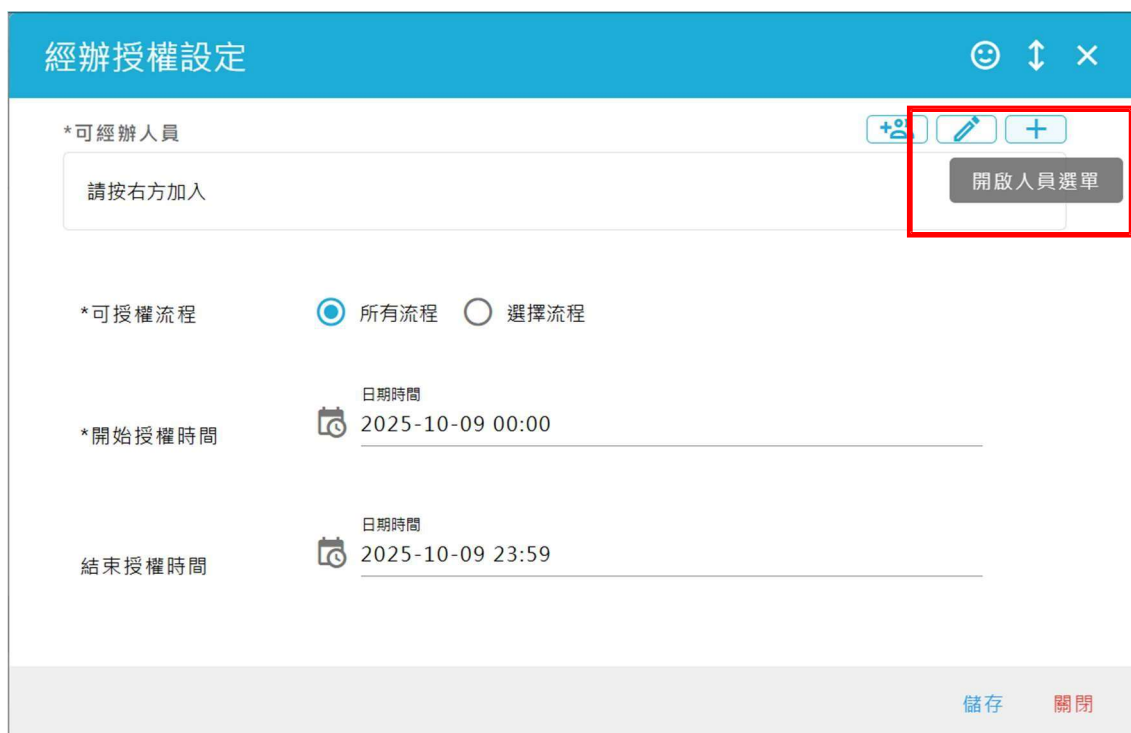 經辦授權設定
*可經辦人員
請按右方加入
開啟人員選單
*可授權流程
所有流程 選擇流程
日期時間
*開始授權時間 2025-10-09 00:00
日期時間
結束授權時間 2025-10-09 23:59
儲存 關閉